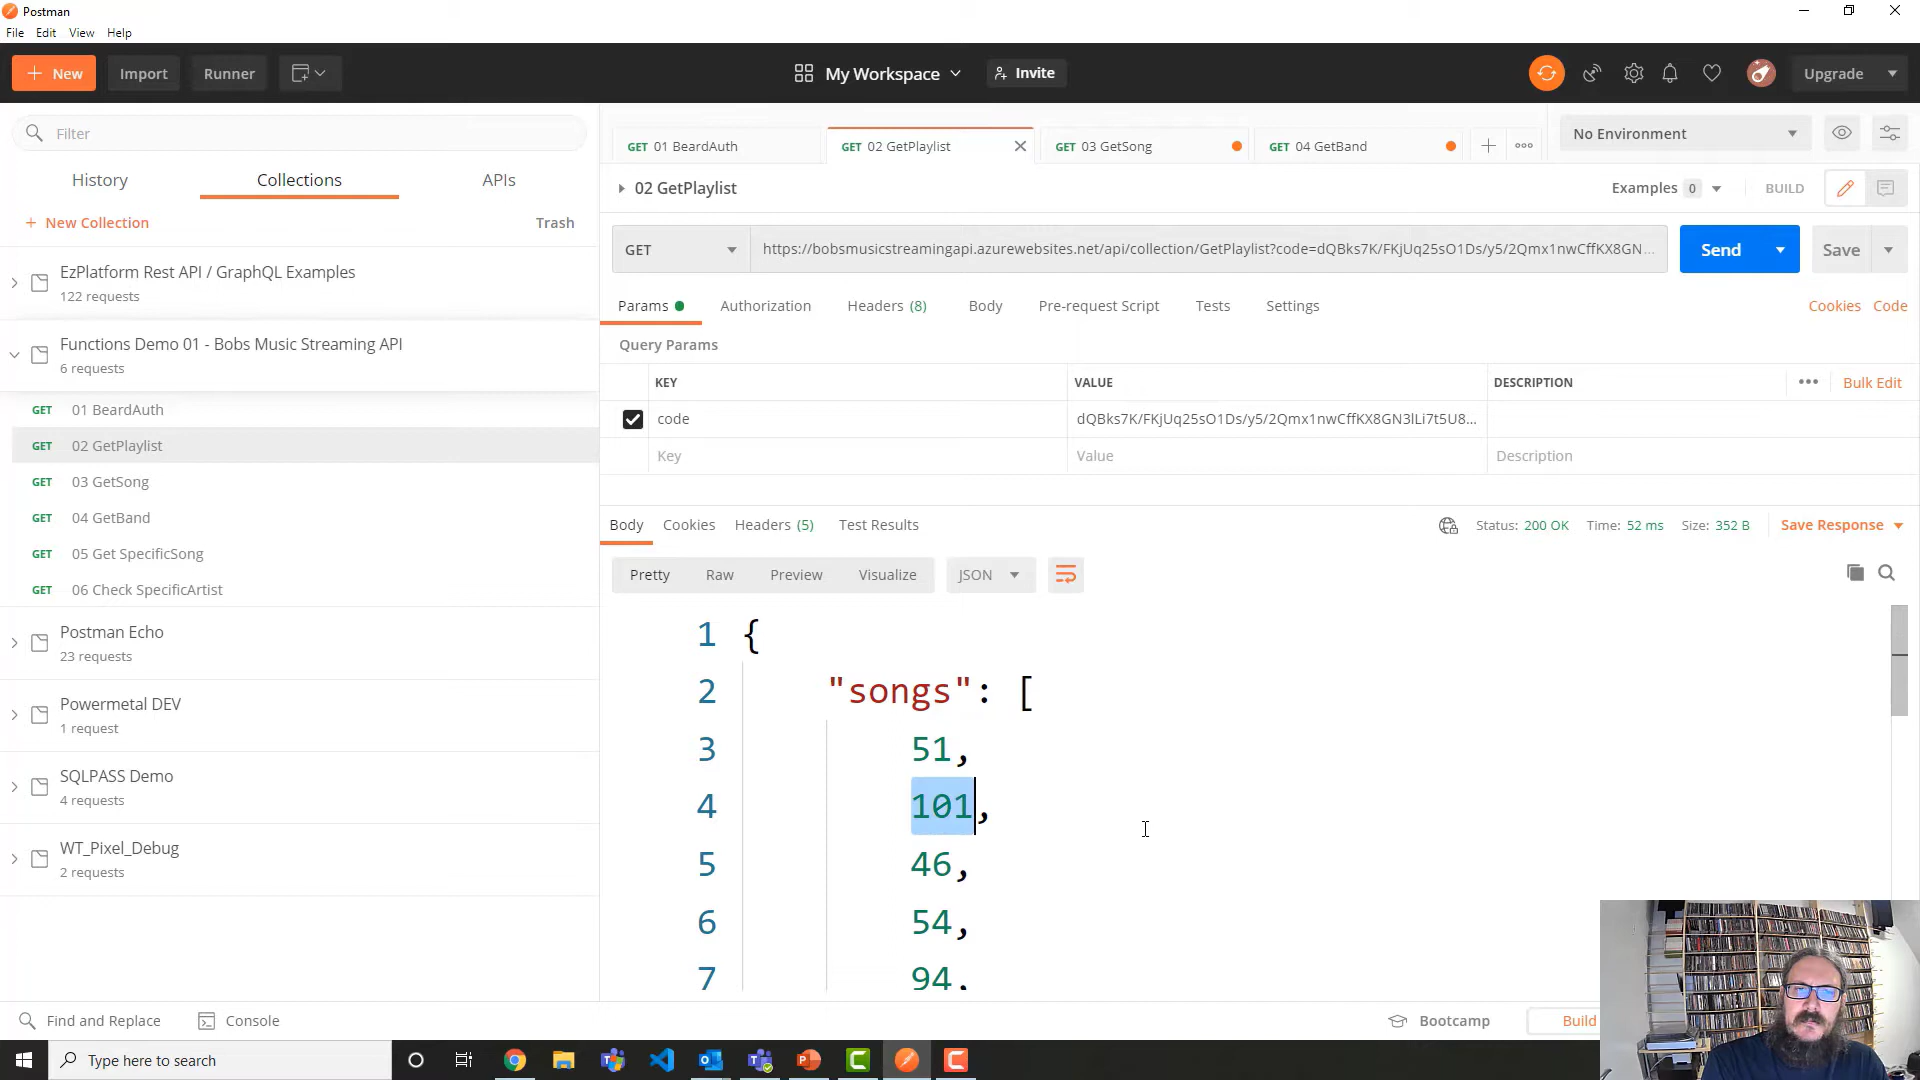 Postman
File Edit View Help
+ New Import Runner My Workspace Invite Upgrade
Filter
History Collections APIs
+ New Collection Trash
EzPlatform Rest API / GraphQL Examples
122 requests
Functions Demo 01 - Bobs Music Streaming API
6 requests
GET 01 BeardAuth
GET 02 GetPlaylist
GET 03 GetSong
GET 04 GetBand
GET 05 Get SpecificSong
GET 06 Check SpecificArtist
Postman Echo
23 requests
Powermetal DEV
1 request
SQLPASS Demo
4 requests
WT_Pixel_Debug
2 requests
GET 01 BeardAuth GET 02 GetPlaylist GET 03 GetSong GET 04 GetBand No Environment
02 GetPlaylist Examples 0 BUILD
GET https://bobsmusicstreamingapi.azurewebsites.net/api/collection/GetPlaylist?code=dQBks7K/FKjUq25sO1Ds/y5/2Qmx1nwCffKX8GN... Send Save
Params Authorization Headers (8) Body Pre-request Script Tests Settings Cookies Code
Query Params
KEY VALUE DESCRIPTION ••• Bulk Edit
code dQBks7K/FKjUq25sO1Ds/y5/2Qmx1nwCffKX8GN3lLi7t5U8...
Key Value Description
Body Cookies Headers (5) Test Results Status: 200 OK Time: 52 ms Size: 352 B Save Response
Pretty Raw Preview Visualize JSON
1 {
2 "songs": [
3 51,
4 101,
5 46,
6 54,
7 94,
Find and Replace Console Bootcamp Build
Type here to search